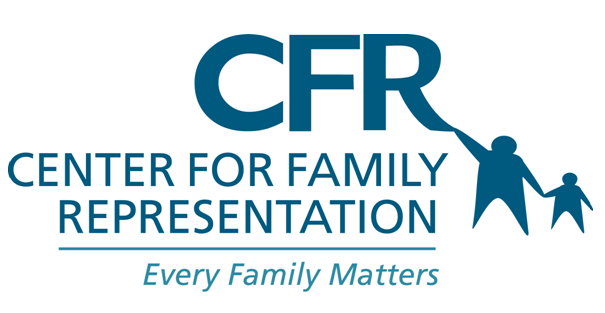 CFR
CENTER FOR FAMILY
REPRESENTATION
Every Family Matters